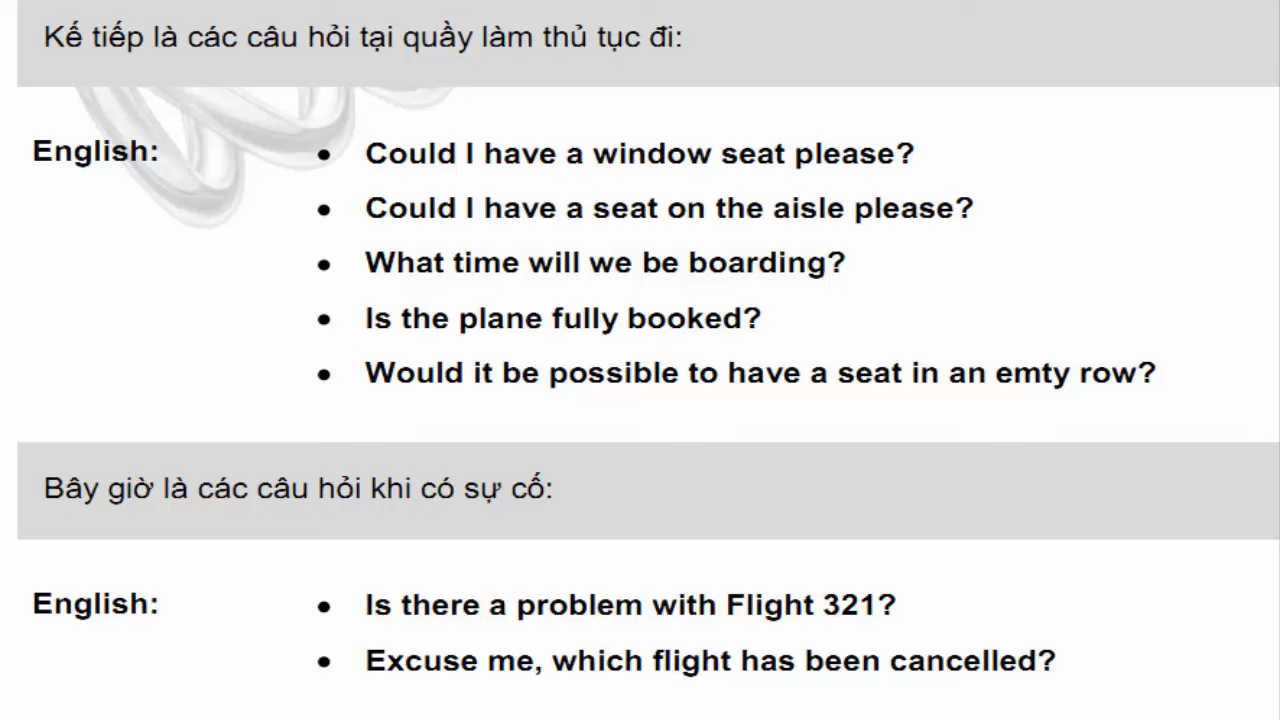 Kế tiếp là các câu hỏi tại quầy làm thủ tục đi:
English:
• Could I have a window seat please?
• Could I have a seat on the aisle please?
• What time will we be boarding?
• Is the plane fully booked?
• Would it be possible to have a seat in an emty row?
Bây giờ là các câu hỏi khi có sự cố:
English:
• Is there a problem with Flight 321?
• Excuse me, which flight has been cancelled?